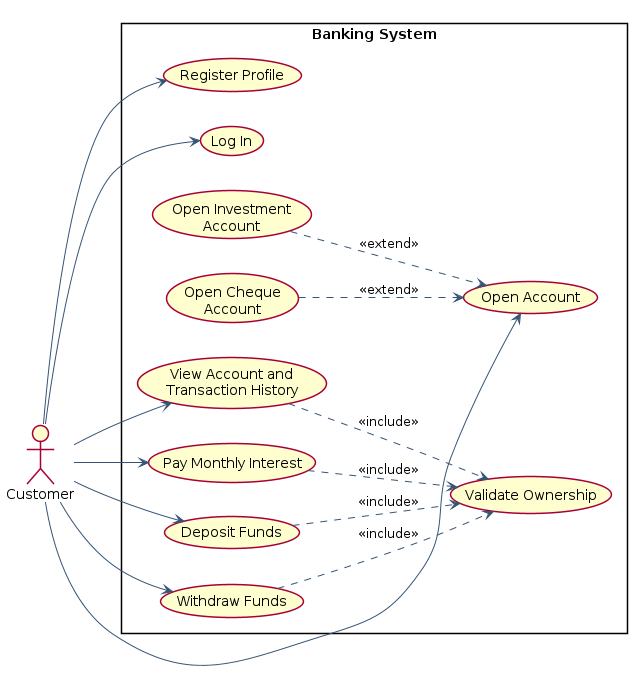 Banking System
Register Profile
Log In
Open Investment
Account
«extend»
Open Cheque
Account
«extend»
Open Account
View Account and
Transaction History
«include»
Customer
Pay Monthly Interest
«include»
Validate Ownership
Deposit Funds
«include»
Withdraw Funds
«include»